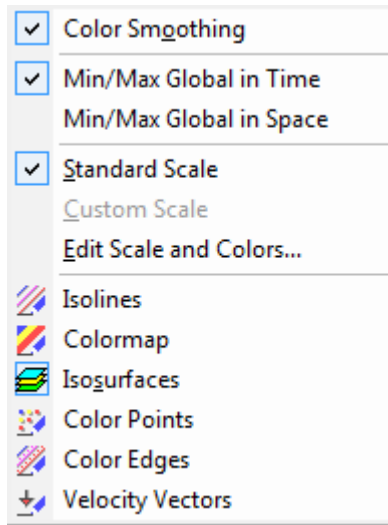 Color Smoothing
Min/Max Global in Time
Min/Max Global in Space
Standard Scale
Custom Scale
Edit Scale and Colors...
Isolines
Colormap
Isosurfaces
Color Points
Color Edges
Velocity Vectors